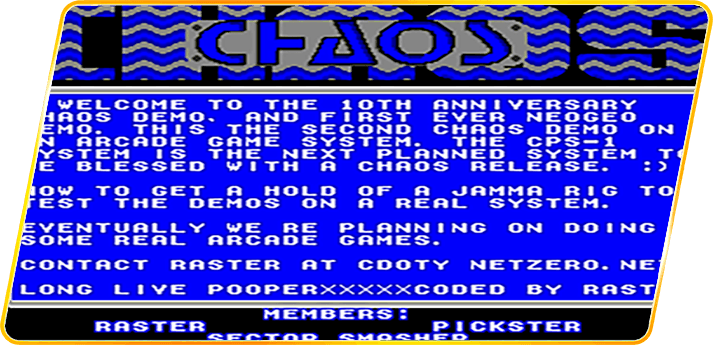 CHAOS
WELCOME TO THE 10TH ANNIVERSARY
HAOS DEMO. AND FIRST EVER NEOGEO
EMO. THIS THE SECOND CHAOS DEMO ON
N ARCADE GAME SYSTEM. THE CPS-1
YSTEM IS THE NEXT PLANNED SYSTEM TO
E BLESSED WITH A CHAOS RELEASE. :)
NOW TO GET A HOLD OF A JAMMA RIG TO
TEST THE DEMOS ON A REAL SYSTEM.
EVENTUALLY WE RE PLANNING ON DOING
SOME REAL ARCADE GAMES.
CONTACT RASTER AT CDOTY NETZERO.NE
LONG LIVE POOPERXXXXXCODED BY RAST
MEMBERS:
RASTER PICKSTER
SECTOR SMASHER